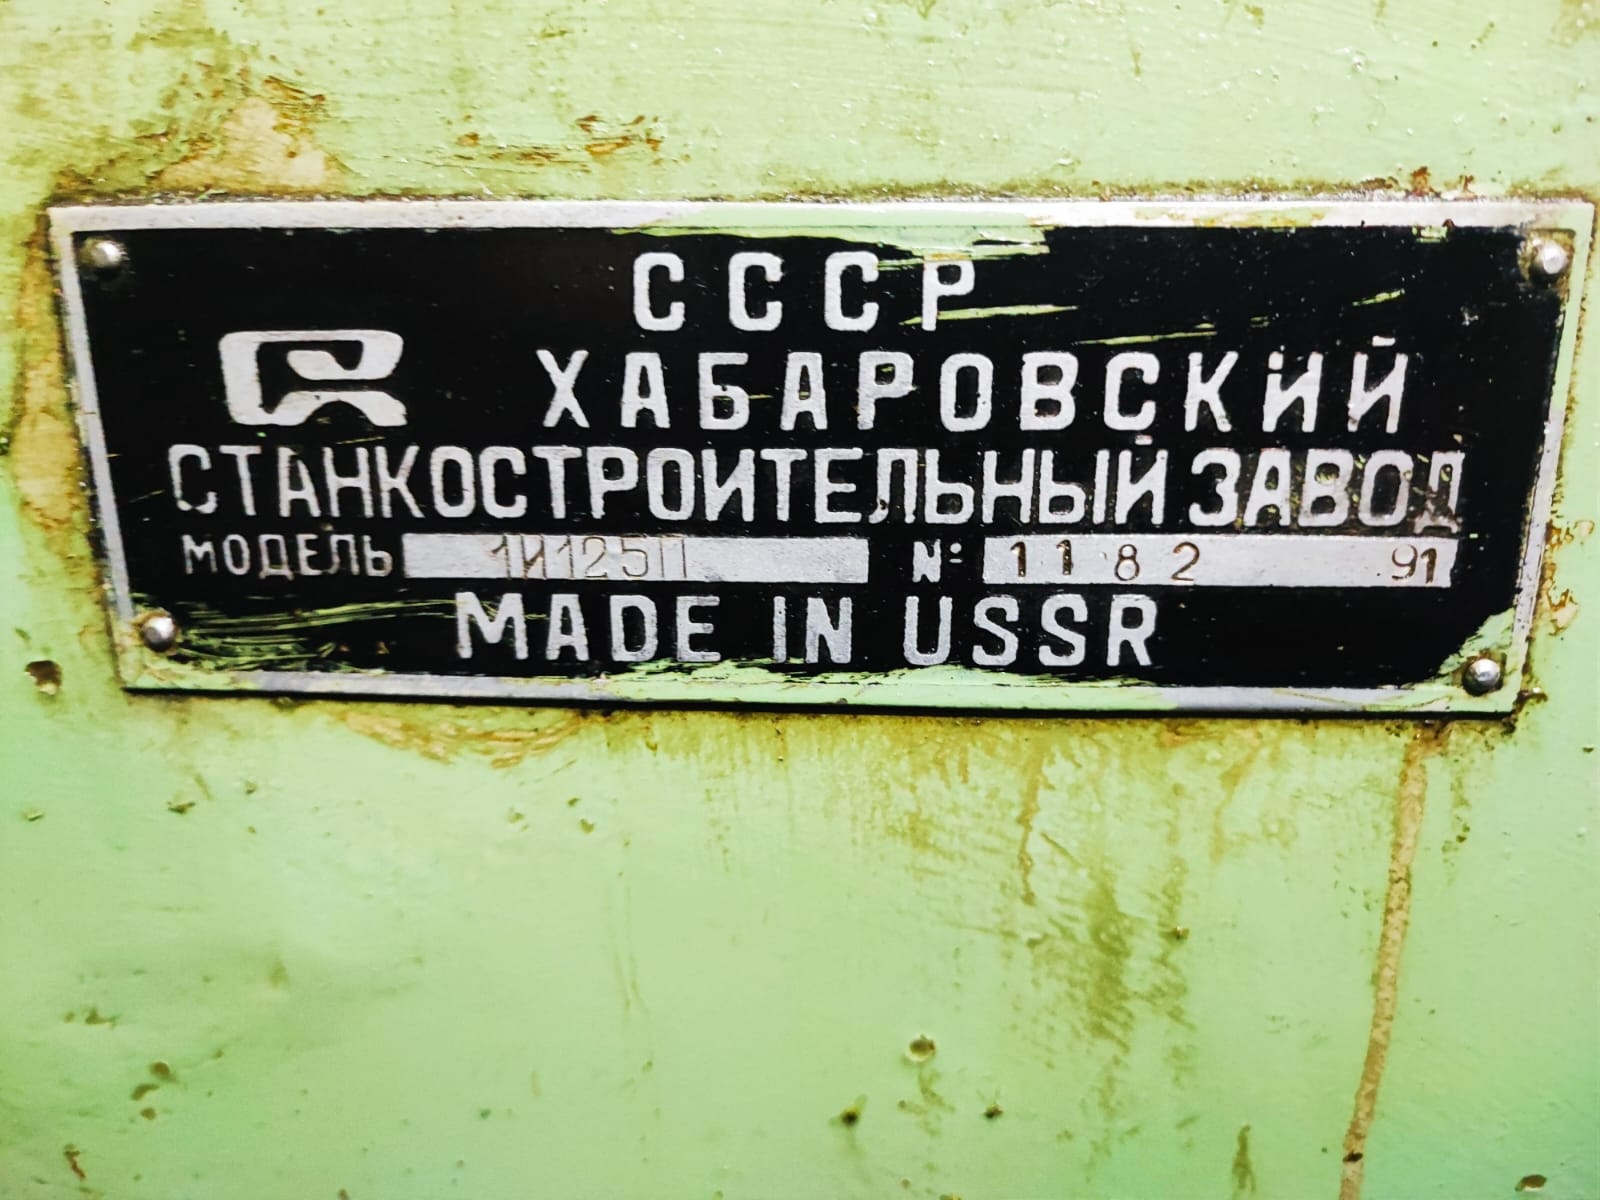 СССР
ХАБАРОВСКИЙ
СТАНКОСТРОИТЕЛЬНЫЙ ЗАВОД
МОДЕЛЬ 1И125П №: 1182 91
MADE IN USSR